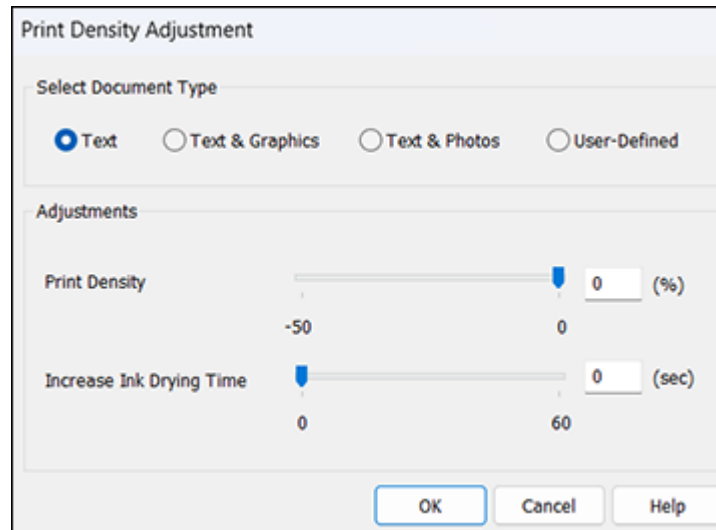 Print Density Adjustment
Select Document Type
Text Text & Graphics Text & Photos User-Defined
Adjustments
Print Density 0 (%)
-50 0
Increase Ink Drying Time 0 (sec)
0 60
OK Cancel Help